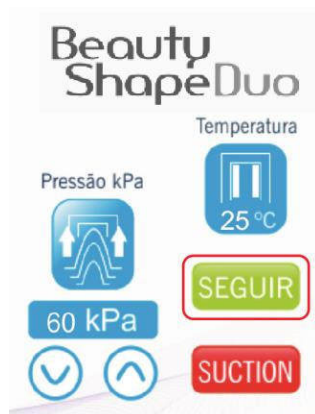 Beauty
ShapeDuo
Temperatura
25 °C
Pressão kPa
60 kPa
SEGUIR
SUCTION